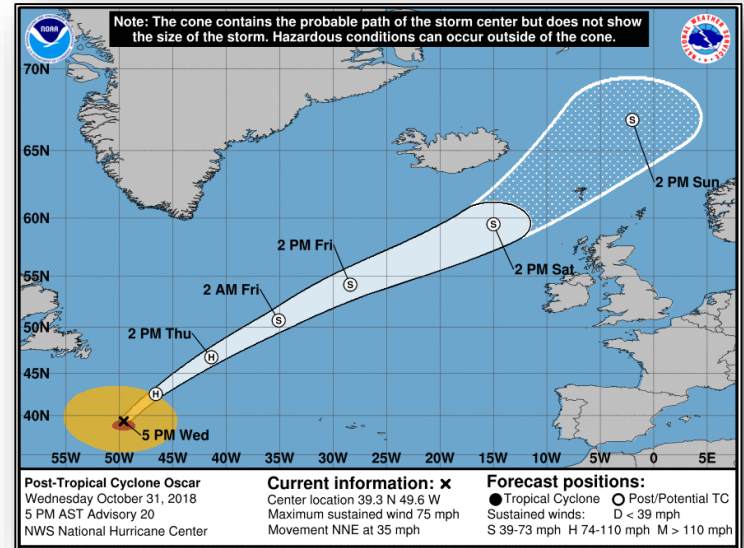 Note: The cone contains the probable path of the storm center but does not show
the size of the storm. Hazardous conditions can occur outside of the cone.
NOAA
NATIONAL WEATHER SERVICE
70N
65N
60N
55N
50N
45N
40N
2 PM Sun
2 PM Sat
2 PM Fri
2 AM Fri
2 PM Thu
5 PM Wed
S
S
S
S
H
H
55W 50W 45W 40W 35W 30W 25W 20W 15W 10W 5W 0 5E
Post-Tropical Cyclone Oscar
Wednesday October 31, 2018
5 PM AST Advisory 20
NWS National Hurricane Center
Current information: x
Center location 39.3 N 49.6 W
Maximum sustained wind 75 mph
Movement NNE at 35 mph
Forecast positions:
Tropical Cyclone Post/Potential TC
Sustained winds: D < 39 mph
S 39-73 mph H 74-110 mph M > 110 mph